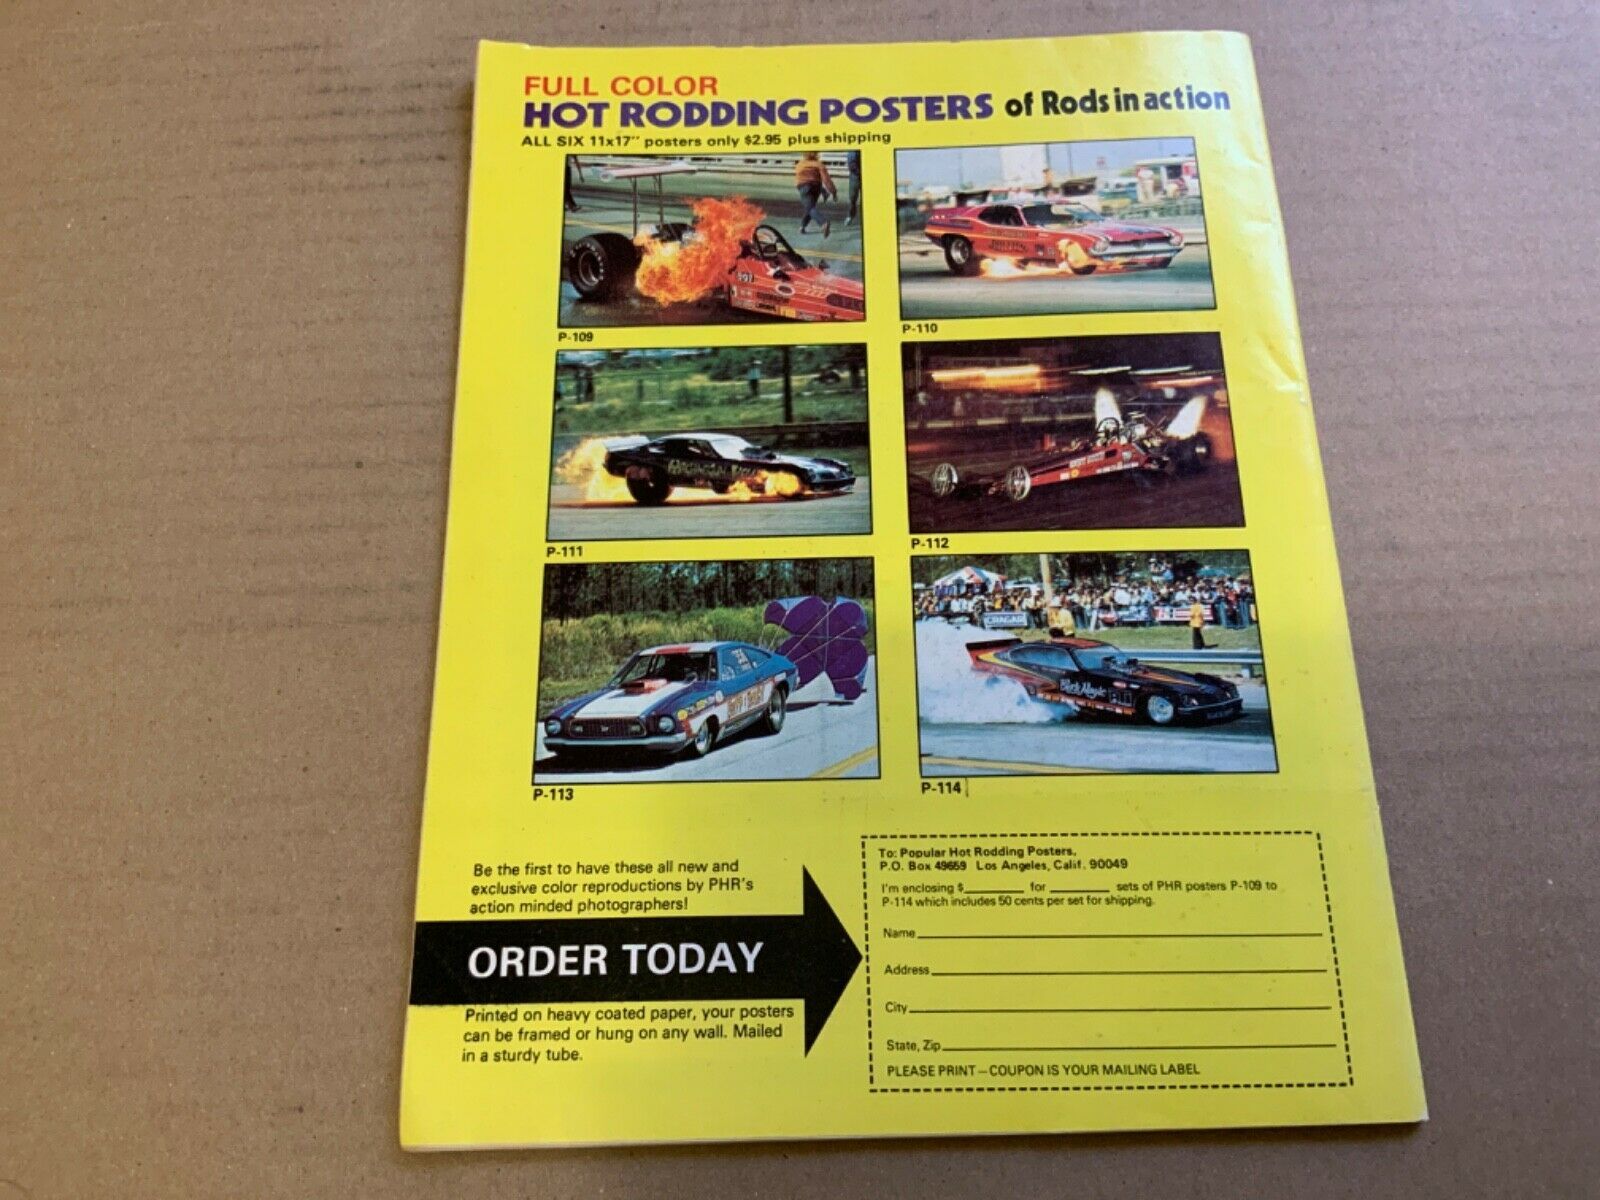 FULL COLOR
HOT RODDING POSTERS of Rods in action
ALL SIX 11x17" posters only $2.95 plus shipping
P-109
P-110
P-111
P-112
CRAGAR
Black Magic
P-113
P-114
Be the first to have these all new and
exclusive color reproductions by PHR's
action minded photographers!
ORDER TODAY
Printed on heavy coated paper, your posters
can be framed or hung on any wall. Mailed
in a sturdy tube.
To: Popular Hot Rodding Posters,
P.O. Box 49659 Los Angeles, Calif. 90049
I'm enclosing $ for sets of PHR posters P-109 to
P-114 which includes 50 cents per set for shipping.
Name
Address
City
State, Zip
PLEASE PRINT — COUPON IS YOUR MAILING LABEL